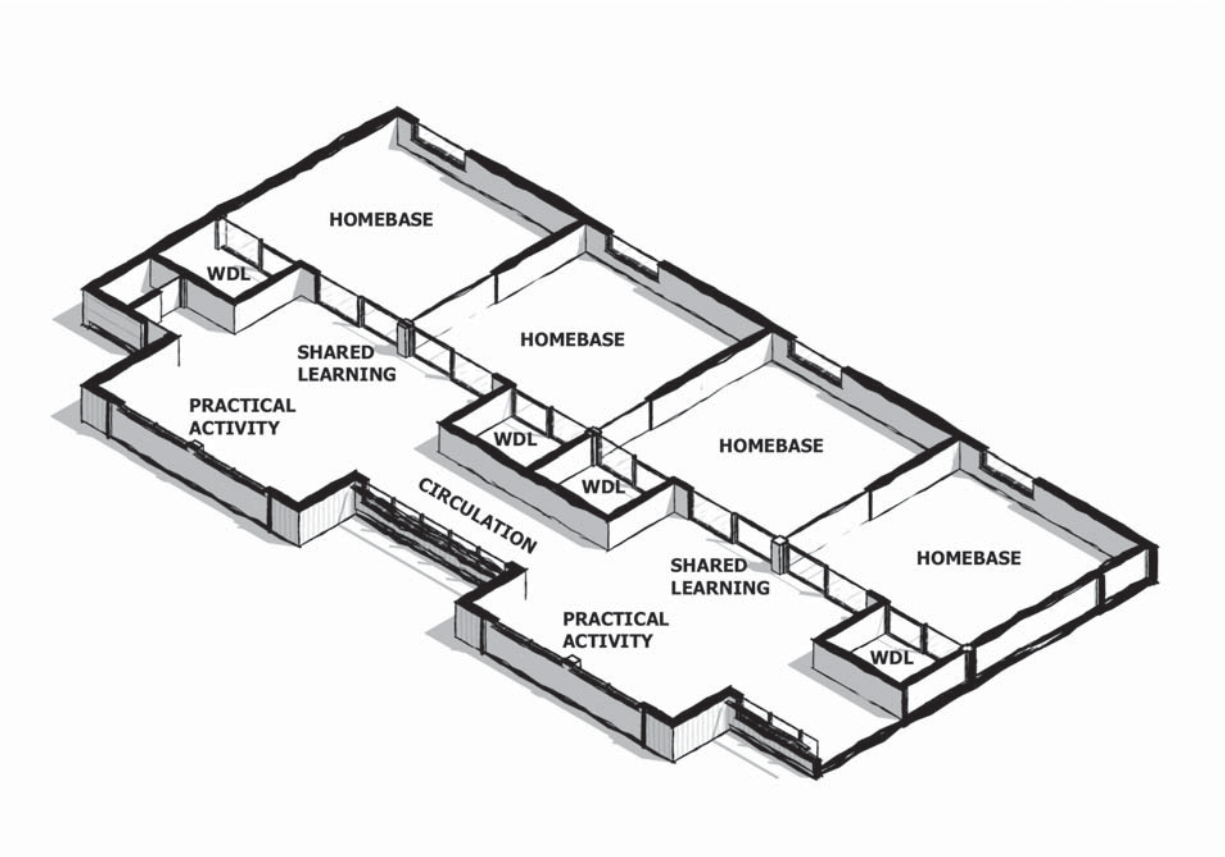 HOMEBASE
WDL
HOMEBASE
SHARED
LEARNING
PRACTICAL
ACTIVITY
WDL
HOMEBASE
WDL
CIRCULATION
SHARED
LEARNING
HOMEBASE
PRACTICAL
ACTIVITY
WDL